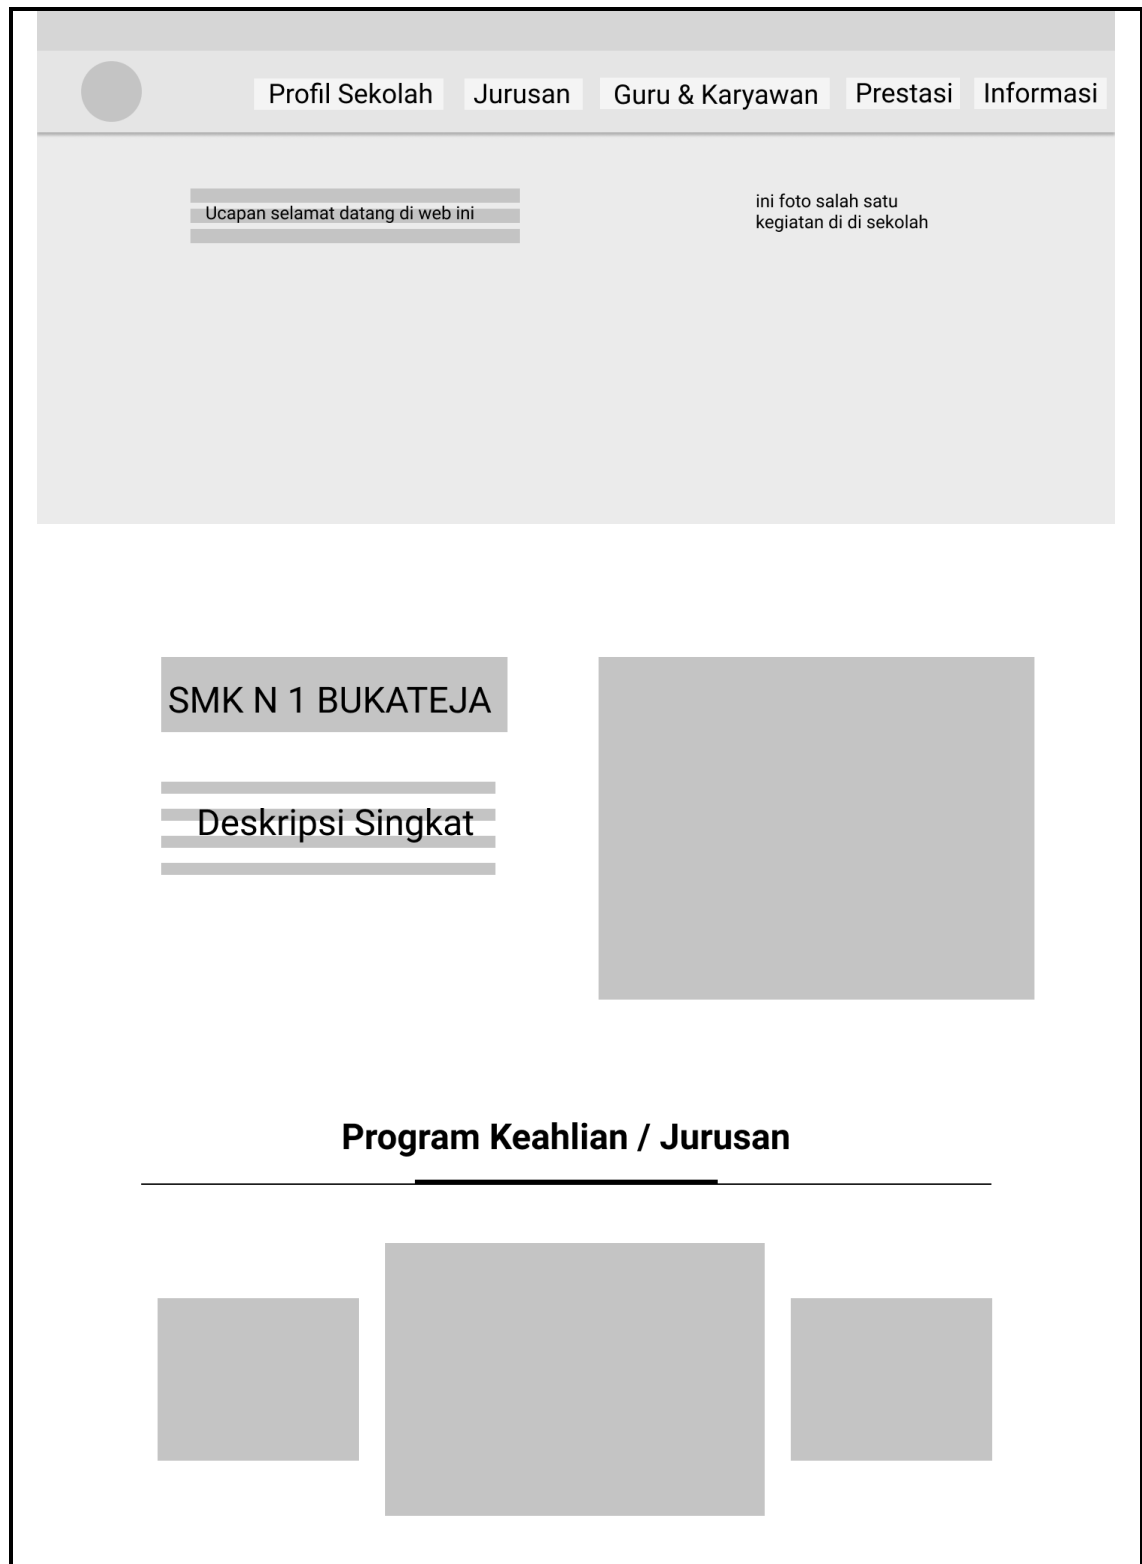 Profil Sekolah Jurusan Guru & Karyawan Prestasi Informasi
Ucapan selamat datang di web ini
ini foto salah satu
kegiatan di di sekolah
SMK N 1 BUKATEJA
Deskripsi Singkat
Program Keahlian / Jurusan